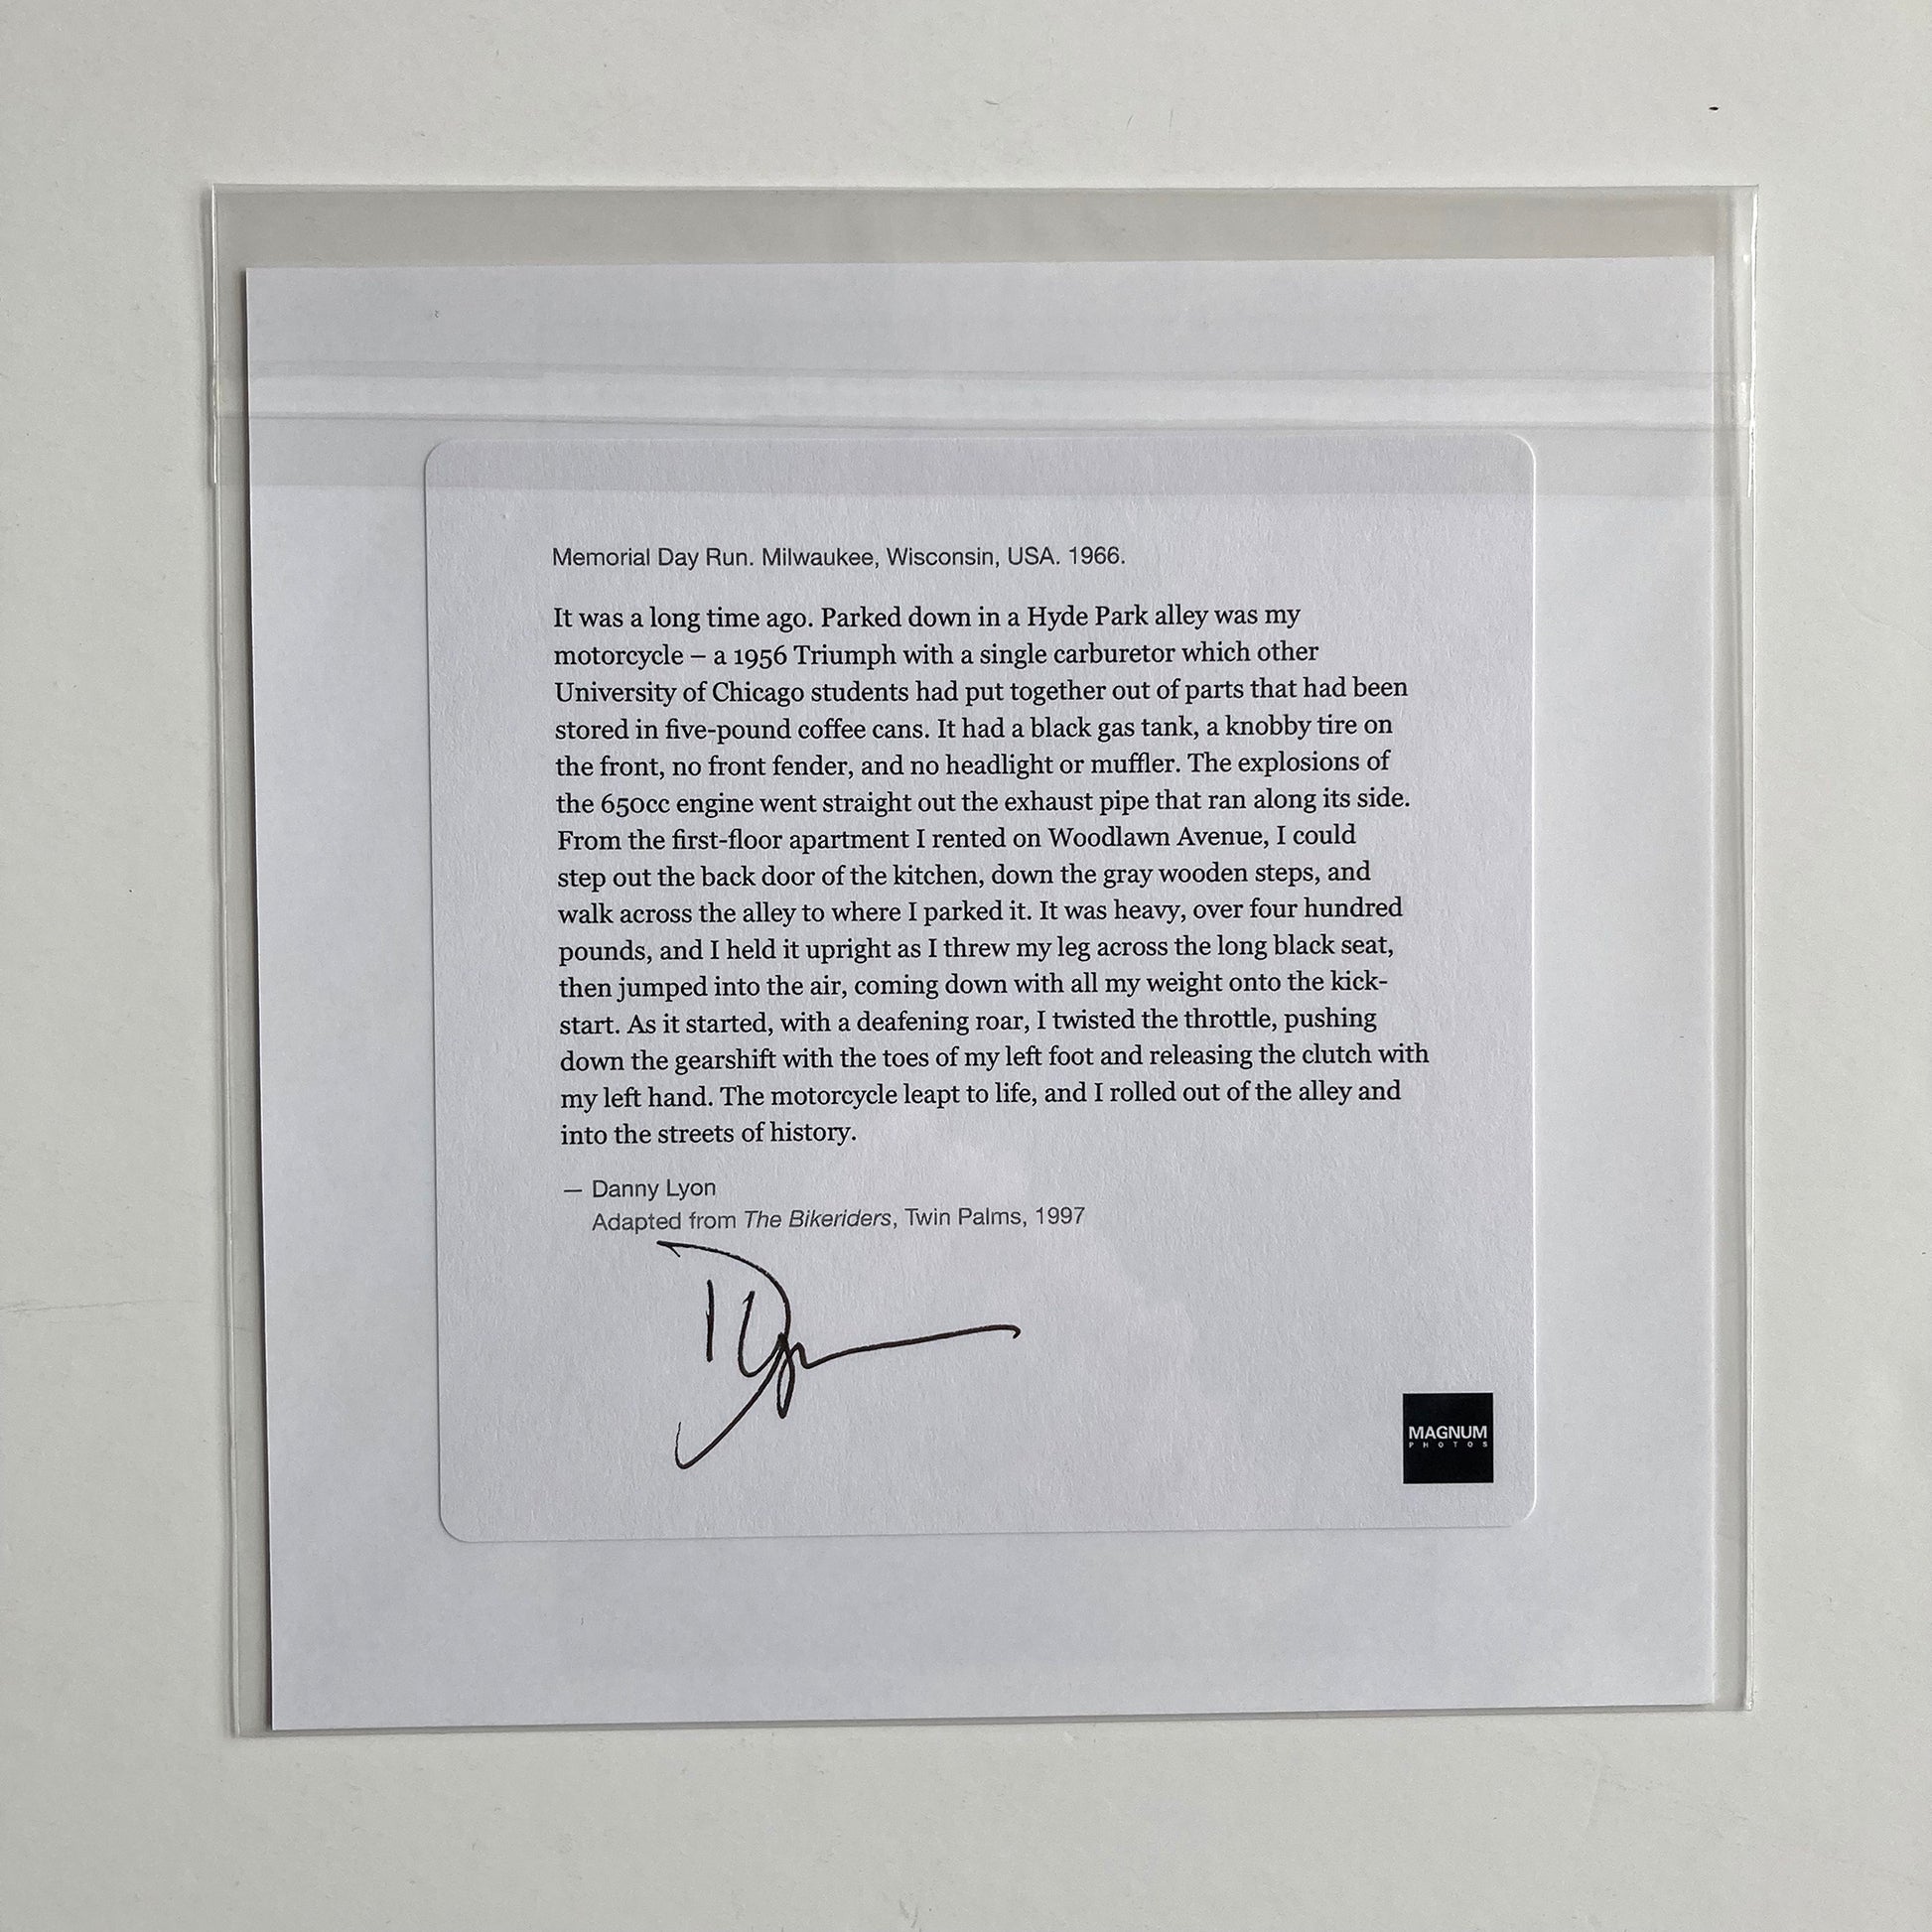 Memorial Day Run. Milwaukee, Wisconsin, USA. 1966.
It was a long time ago. Parked down in a Hyde Park alley was my
motorcycle – a 1956 Triumph with a single carburetor which other
University of Chicago students had put together out of parts that had been
stored in five-pound coffee cans. It had a black gas tank, a knobby tire on
the front, no front fender, and no headlight or muffler. The explosions of
the 650cc engine went straight out the exhaust pipe that ran along its side.
From the first-floor apartment I rented on Woodlawn Avenue, I could
step out the back door of the kitchen, down the gray wooden steps, and
walk across the alley to where I parked it. It was heavy, over four hundred
pounds, and I held it upright as I threw my leg across the long black seat,
then jumped into the air, coming down with all my weight onto the kick-
start. As it started, with a deafening roar, I twisted the throttle, pushing
down the gearshift with the toes of my left foot and releasing the clutch with
my left hand. The motorcycle leapt to life, and I rolled out of the alley and
into the streets of history.
— Danny Lyon
Adapted from The Bikeriders, Twin Palms, 1997
MAGNUM
PHOTOS